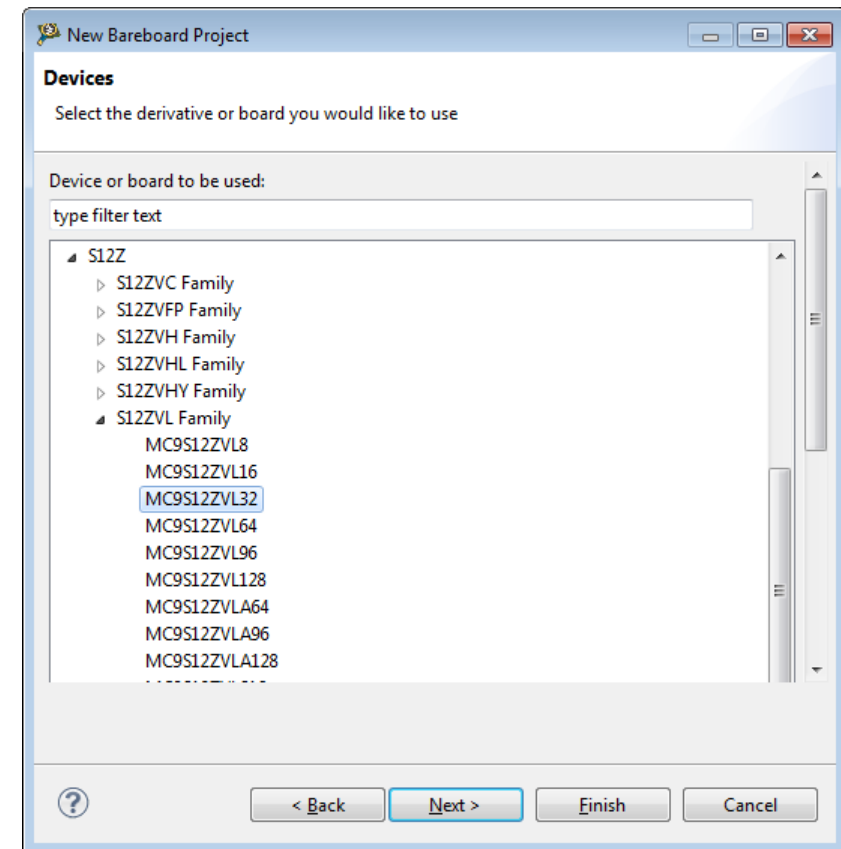 New Bareboard Project
Devices
Select the derivative or board you would like to use
Device or board to be used:
type filter text
S12Z
S12ZVC Family
S12ZVFP Family
S12ZVH Family
S12ZVHL Family
S12ZVHY Family
S12ZVL Family
MC9S12ZVL8
MC9S12ZVL16
MC9S12ZVL32
MC9S12ZVL64
MC9S12ZVL96
MC9S12ZVL128
MC9S12ZVLA64
MC9S12ZVLA96
MC9S12ZVLA128
? < Back Next > Finish Cancel